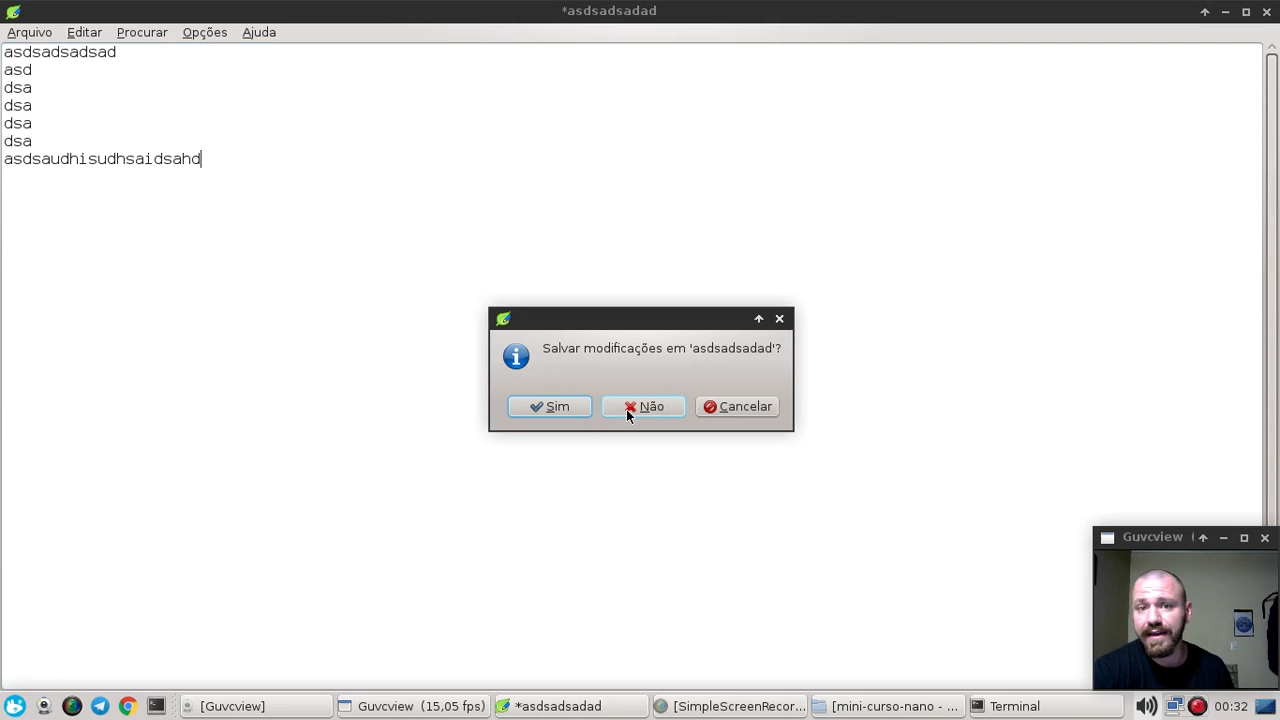 *asdsadsadad
Arquivo Editar Procurar Opções Ajuda
asdsadsadsad
asd
dsa
dsa
dsa
dsa
asdsaudhisudhsaidsahd
Salvar modificações em 'asdsadsadad'?
Sim Não Cancelar
Guvcview (
[Guvcview] Guvcview (15,05 fps) *asdsadsadad [SimpleScreenRecor... [mini-curso-nano - ... Terminal 00:32